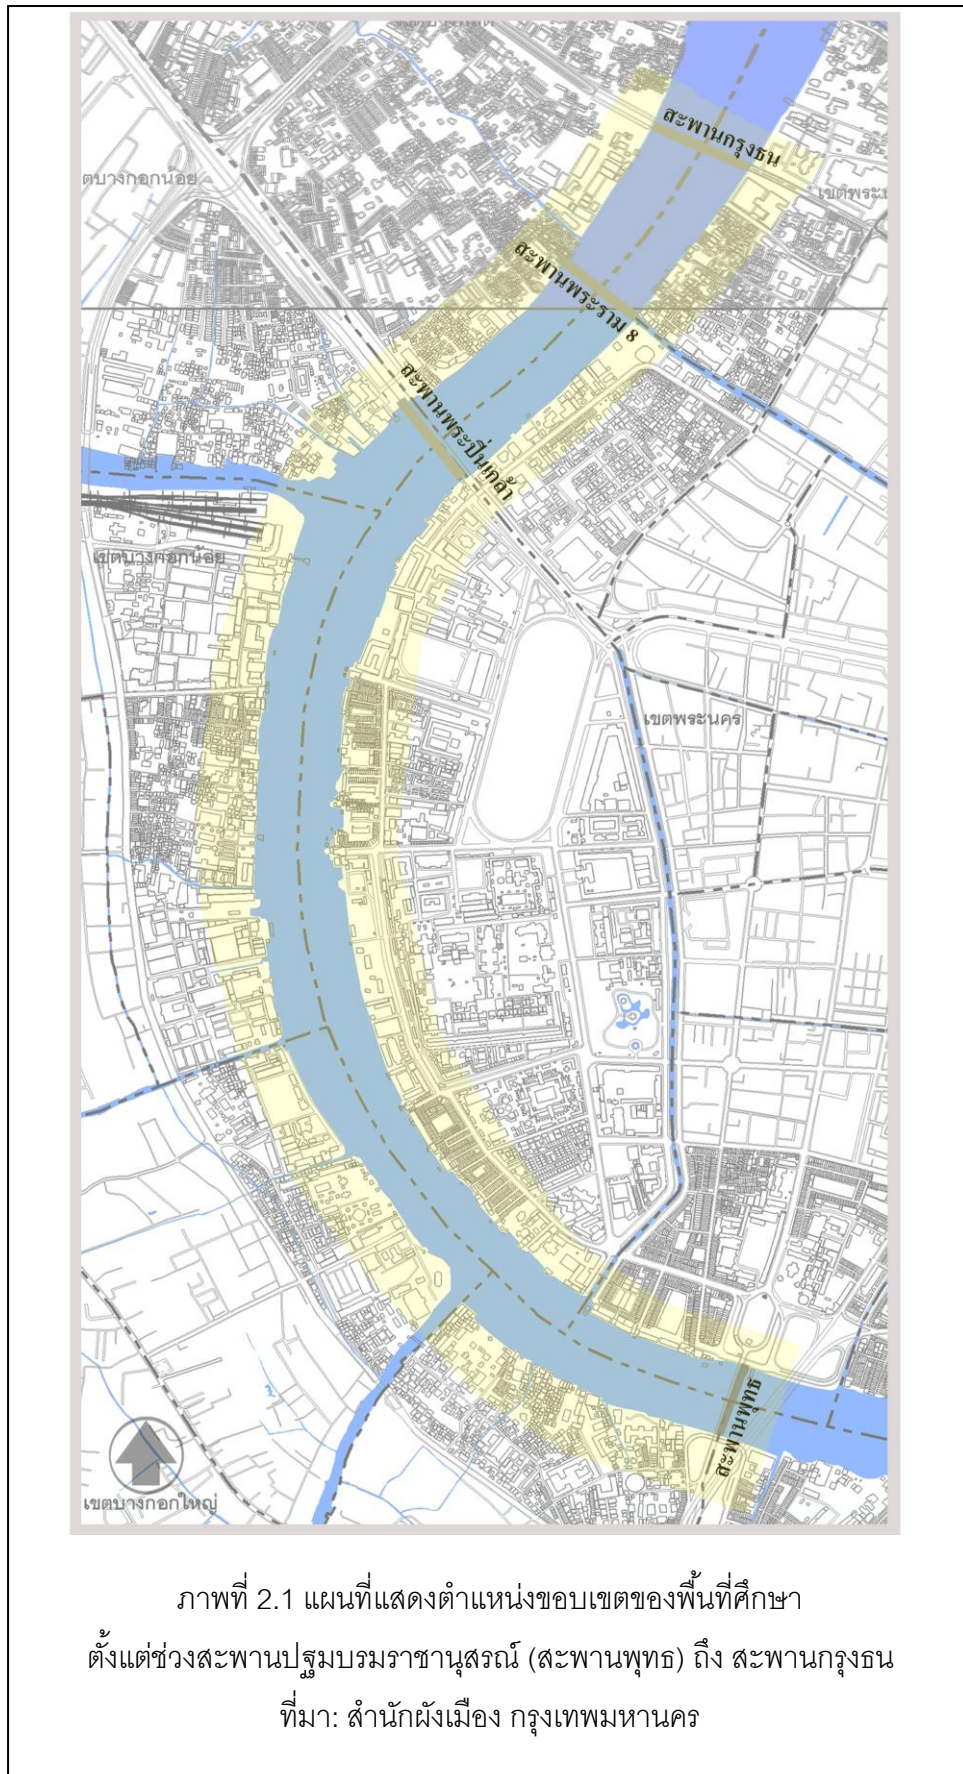 สะพานกรุงธน
ตบางกอกน้อย
เขตพระน
สะพานพระราม 8
สะพานพระปิ่นเกล้า
เขตบางกอกน้อย
เขตพระนคร
สะพานพุทธ
เขตบางกอกใหญ่
ภาพที่ 2.1 แผนที่แสดงตำแหน่งขอบเขตของพื้นที่ศึกษา
ตั้งแต่ช่วงสะพานปฐมบรมราชานุสรณ์ (สะพานพุทธ) ถึง สะพานกรุงธน
ที่มา: สำนักผังเมือง กรุงเทพมหานคร